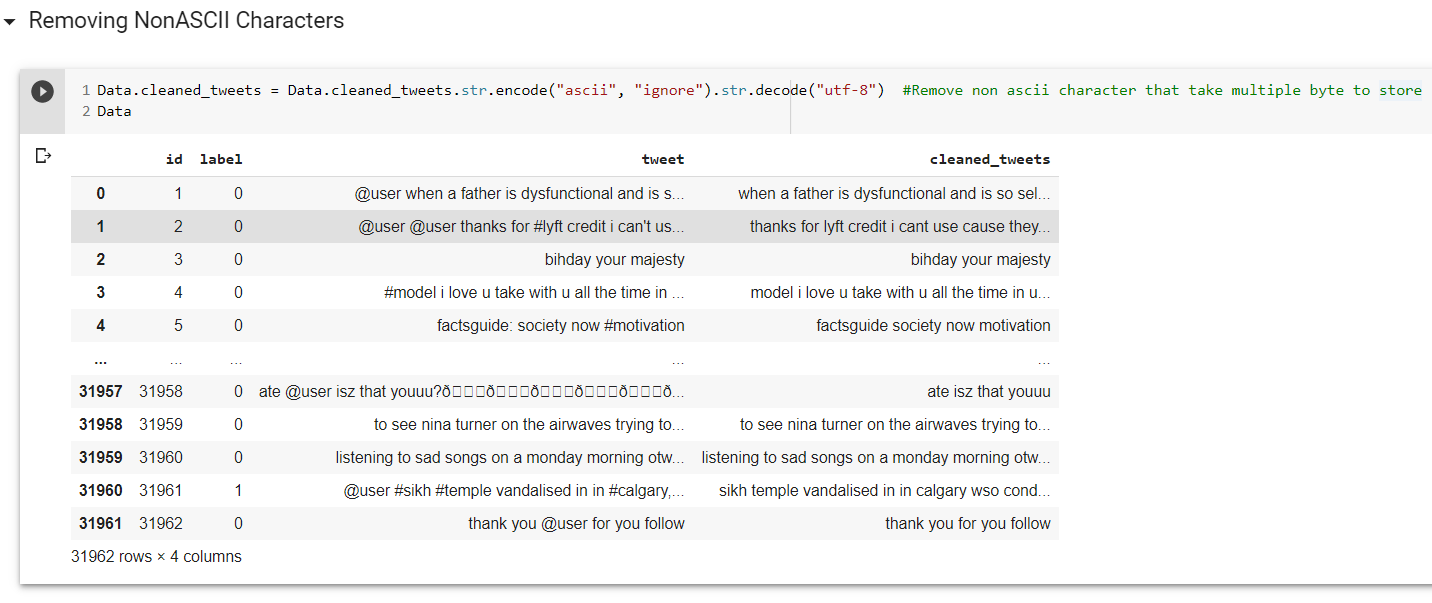 Removing NonASCII Characters
1 Data.cleaned_tweets = Data.cleaned_tweets.str.encode("ascii", "ignore").str.decode("utf-8")  #Remove non ascii character that take multiple byte to store
2 Data
id label tweet cleaned_tweets
0 1 0 @user when a father is dysfunctional and is s... when a father is dysfunctional and is so sel...
1 2 0 @user @user thanks for #lyft credit i can't us... thanks for lyft credit i cant use cause they...
2 3 0 bihday your majesty bihday your majesty
3 4 0 #model i love u take with u all the time in ... model i love u take with u all the time in u...
4 5 0 factsguide: society now #motivation factsguide society now motivation
... ... ... ... ...
31957 31958 0 ate @user isz that youuu?ð□□□ð□□□ð□□□ð□□□ð□□□ð... ate isz that youuu
31958 31959 0 to see nina turner on the airwaves trying to... to see nina turner on the airwaves trying to...
31959 31960 0 listening to sad songs on a monday morning otw... listening to sad songs on a monday morning otw...
31960 31961 1 @user #sikh #temple vandalised in in #calgary,... sikh temple vandalised in in calgary wso cond...
31961 31962 0 thank you @user for you follow thank you for you follow
31962 rows × 4 columns